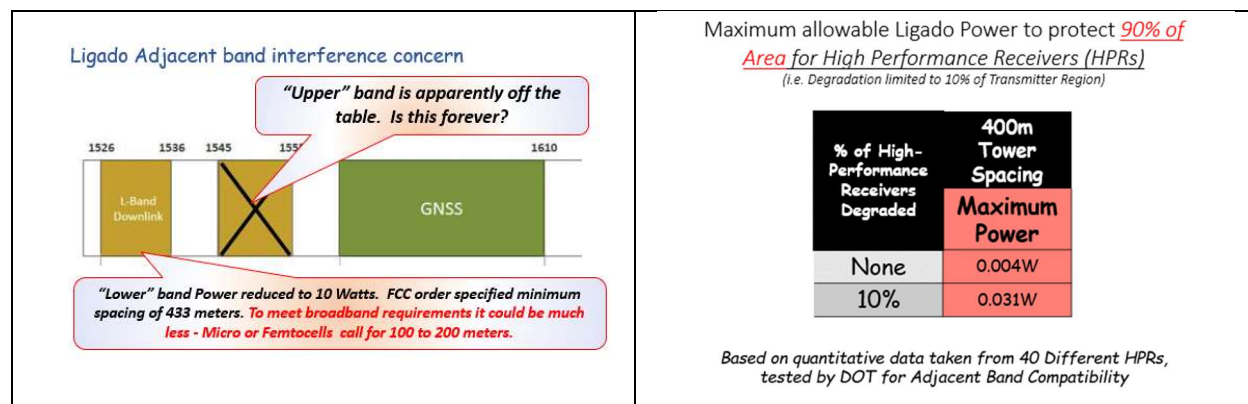 Ligado Adjacent band interference concern
“Upper” band is apparently off the
table. Is this forever?
1526 1536 1545 1610
L-Band
Downlink
GNSS
“Lower” band Power reduced to 10 Watts. FCC order specified minimum
spacing of 433 meters. To meet broadband requirements it could be much
less - Micro or Femtocells call for 100 to 200 meters.
Maximum allowable Ligado Power to protect 90% of
Area for High Performance Receivers (HPRs)
(i.e. Degradation limited to 10% of Transmitter Region)
% of High-
Performance
Receivers
Degraded
400m
Tower
Spacing
Maximum
Power
None 0.004W
10% 0.031W
Based on quantitative data taken from 40 Different HPRs,
tested by DOT for Adjacent Band Compatibility